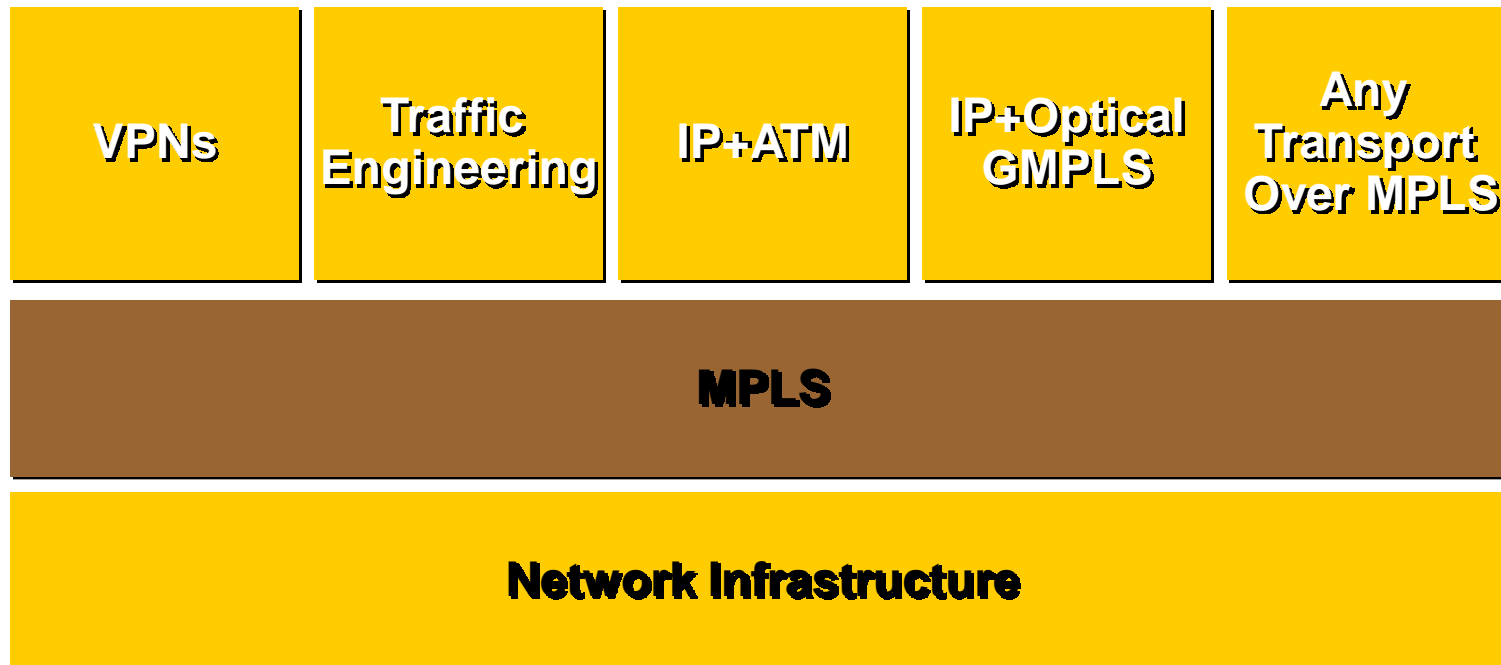 VPNs
Traffic
Engineering
IP+ATM
IP+Optical
GMPLS
Any
Transport
Over MPLS
MPLS
Network Infrastructure